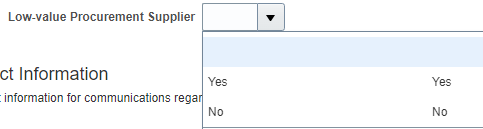 Low-value Procurement Supplier
ct Information
information for communications regar
Yes Yes
No No